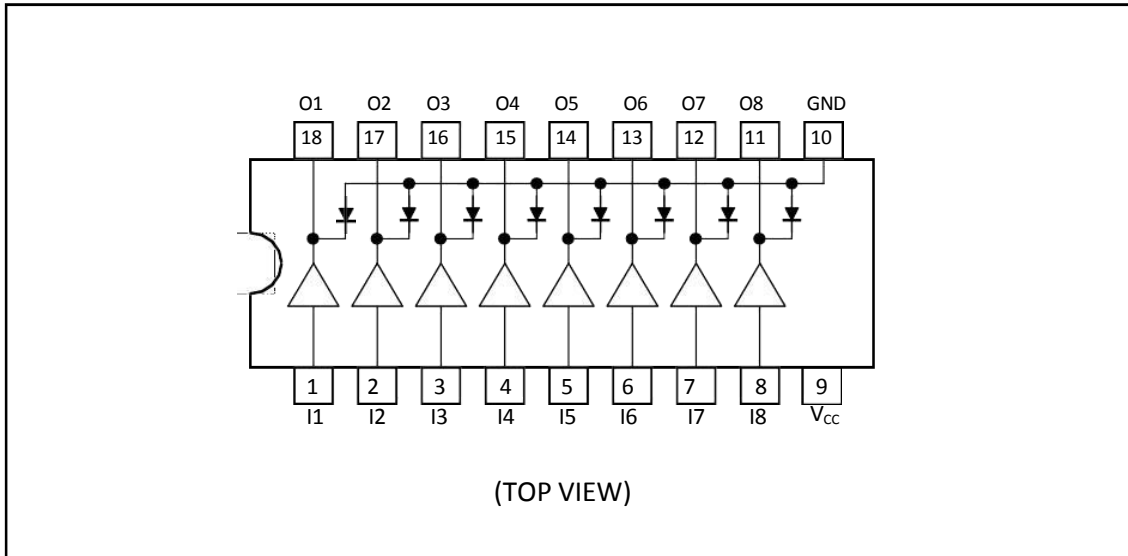 O1 O2 O3 O4 O5 O6 O7 O8 GND
18 17 16 15 14 13 12 11 10
1 2 3 4 5 6 7 8 9
I1 I2 I3 I4 I5 I6 I7 I8 VCC
(TOP VIEW)